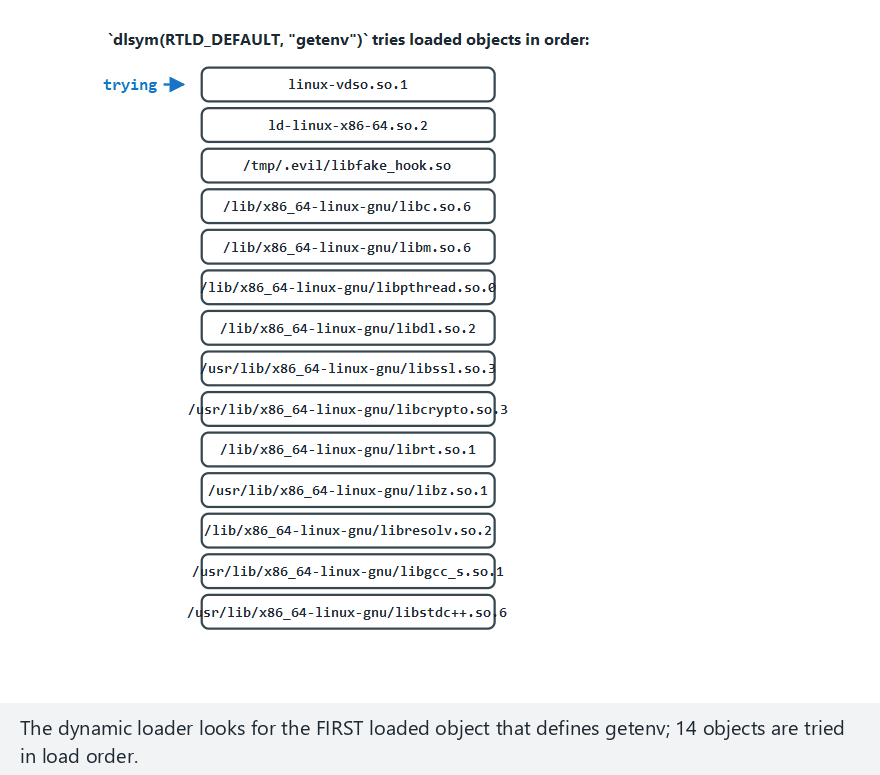 `dlsym(RTLD_DEFAULT, "getenv")` tries loaded objects in order:
trying
linux-vdso.so.1
ld-linux-x86-64.so.2
/tmp/.evil/libfake_hook.so
/lib/x86_64-linux-gnu/libc.so.6
/lib/x86_64-linux-gnu/libm.so.6
/lib/x86_64-linux-gnu/libpthread.so.0
/lib/x86_64-linux-gnu/libdl.so.2
/usr/lib/x86_64-linux-gnu/libssl.so.3
/usr/lib/x86_64-linux-gnu/libcrypto.so.3
/lib/x86_64-linux-gnu/librt.so.1
/usr/lib/x86_64-linux-gnu/libz.so.1
/lib/x86_64-linux-gnu/libresolv.so.2
/usr/lib/x86_64-linux-gnu/libgcc_s.so.1
/usr/lib/x86_64-linux-gnu/libstdc++.so.6
The dynamic loader looks for the FIRST loaded object that defines getenv; 14 objects are tried
in load order.